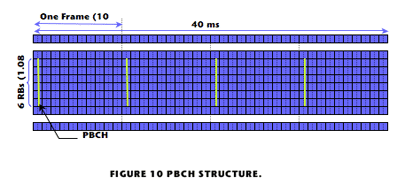 One Frame (10
40 ms
6 RBs (1.08
PBCH
FIGURE 10 PBCH STRUCTURE.